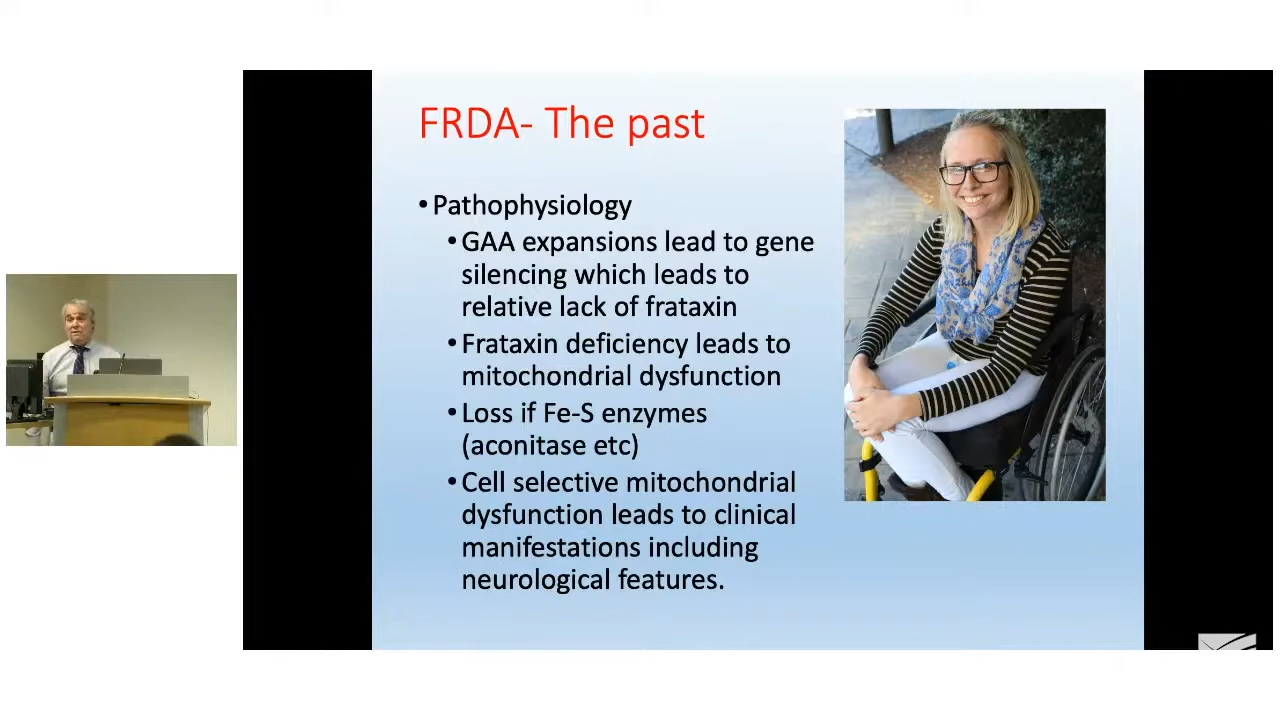 FRDA- The past
• Pathophysiology
• GAA expansions lead to gene
silencing which leads to
relative lack of frataxin
• Frataxin deficiency leads to
mitochondrial dysfunction
• Loss if Fe-S enzymes
(aconitase etc)
• Cell selective mitochondrial
dysfunction leads to clinical
manifestations including
neurological features.